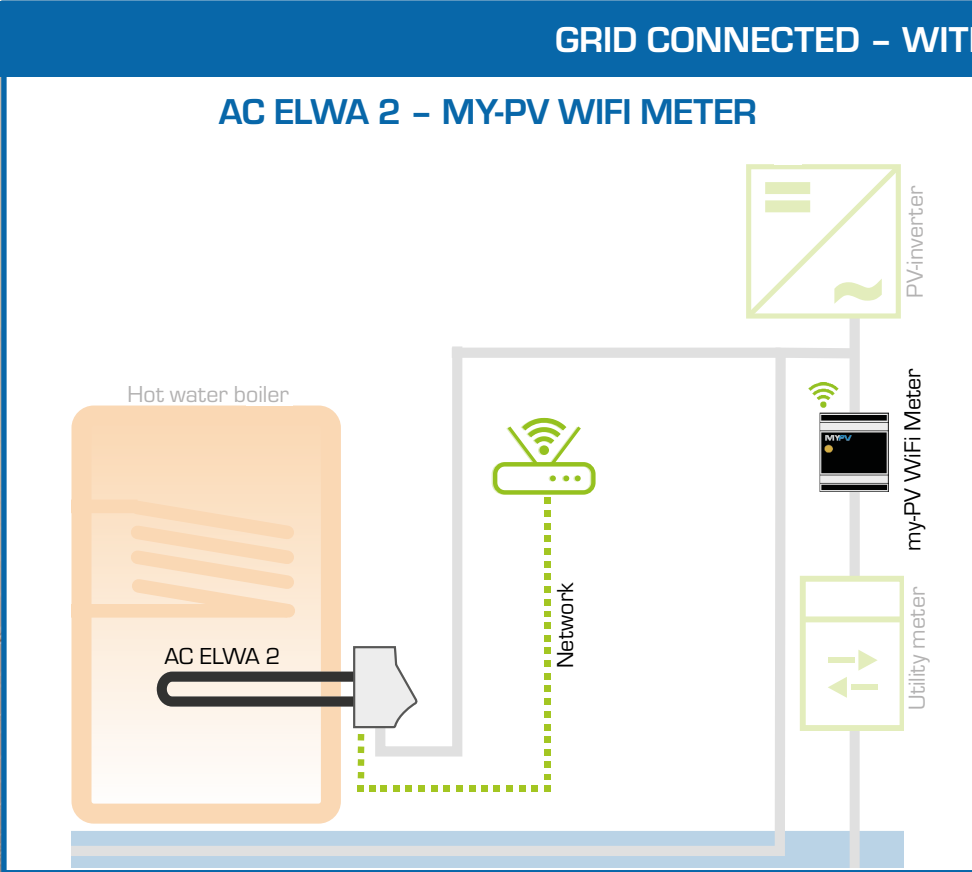 GRID CONNECTED – WITH
AC ELWA 2 – MY-PV WIFI METER
PV-inverter
Hot water boiler
my-PV WiFi Meter
MYPV
Network
Utility meter
AC ELWA 2